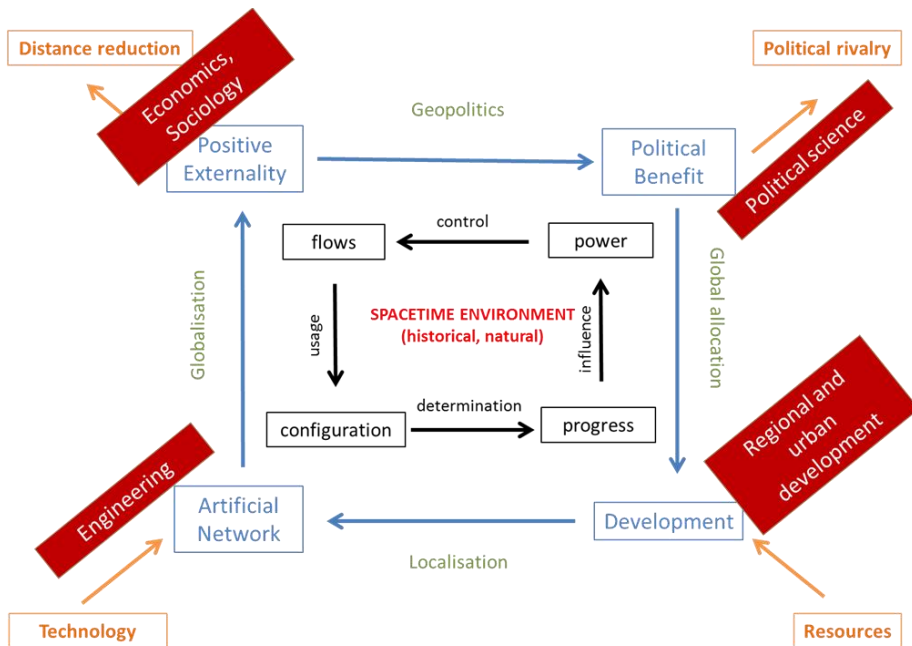 Distance reduction
Economics,
Sociology
Political rivalry
Geopolitics
Positive
Externality
Political
Benefit
Political science
control
flows
power
Globalisation
usage
SPACETIME ENVIRONMENT
(historical, natural)
influence
Global allocation
determination
configuration
progress
Regional and
urban
development
Engineering
Artificial
Network
Development
Localisation
Technology
Resources